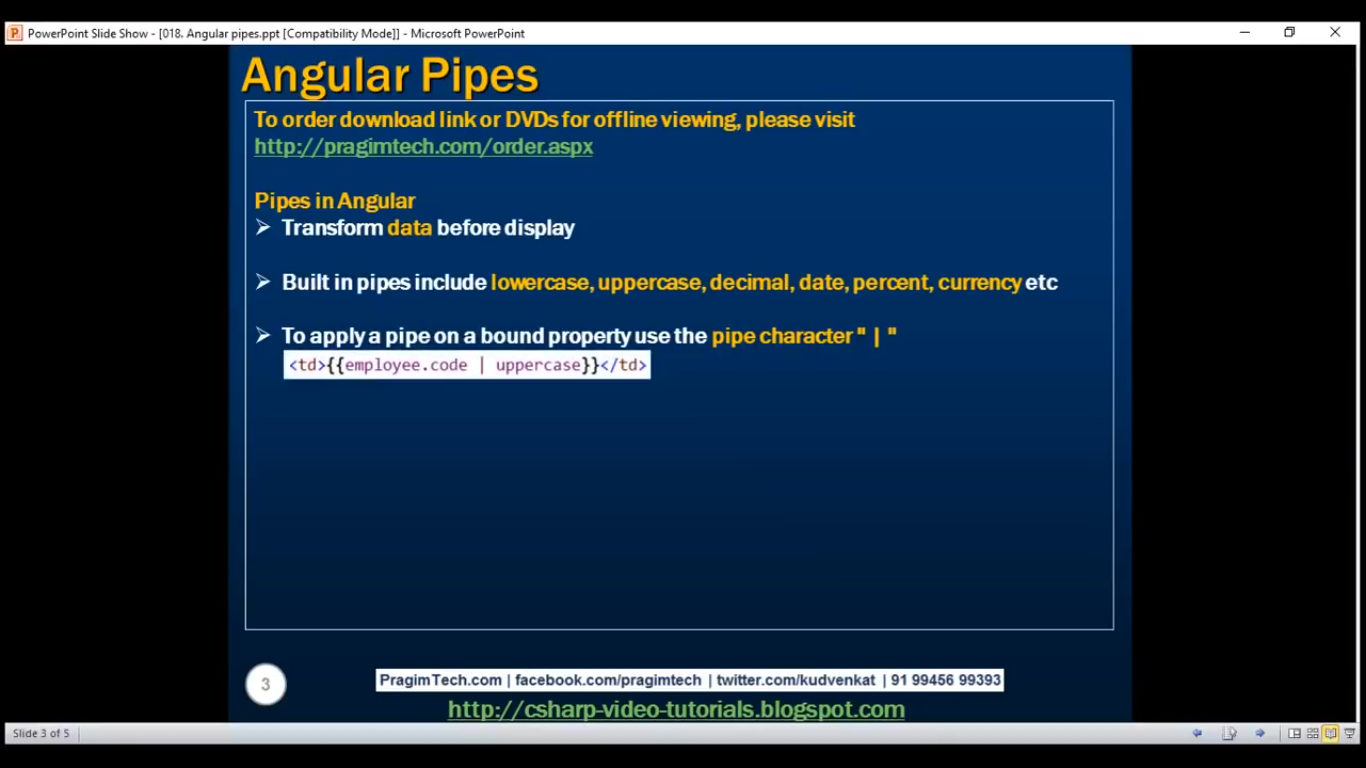 PowerPoint Slide Show - [018. Angular pipes.ppt [Compatibility Mode]] - Microsoft PowerPoint
Angular Pipes
To order download link or DVDs for offline viewing, please visit
http://pragimtech.com/order.aspx
Pipes in Angular
Transform data before display
Built in pipes include lowercase, uppercase, decimal, date, percent, currency etc
To apply a pipe on a bound property use the pipe character " | "
<td>{{employee.code | uppercase}}</td>
3
PragimTech.com | facebook.com/pragimtech | twitter.com/kudvenkat | 91 99456 99393
http://csharp-video-tutorials.blogspot.com
Slide 3 of 5